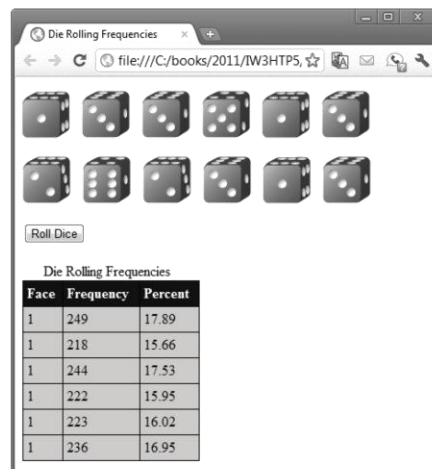 Die Rolling Frequencies
file:///C:/books/2011/IW3HTP5,
Roll Dice
Die Rolling Frequencies
Face Frequency Percent
1 249 17.89
1 218 15.66
1 244 17.53
1 222 15.95
1 223 16.02
1 236 16.95